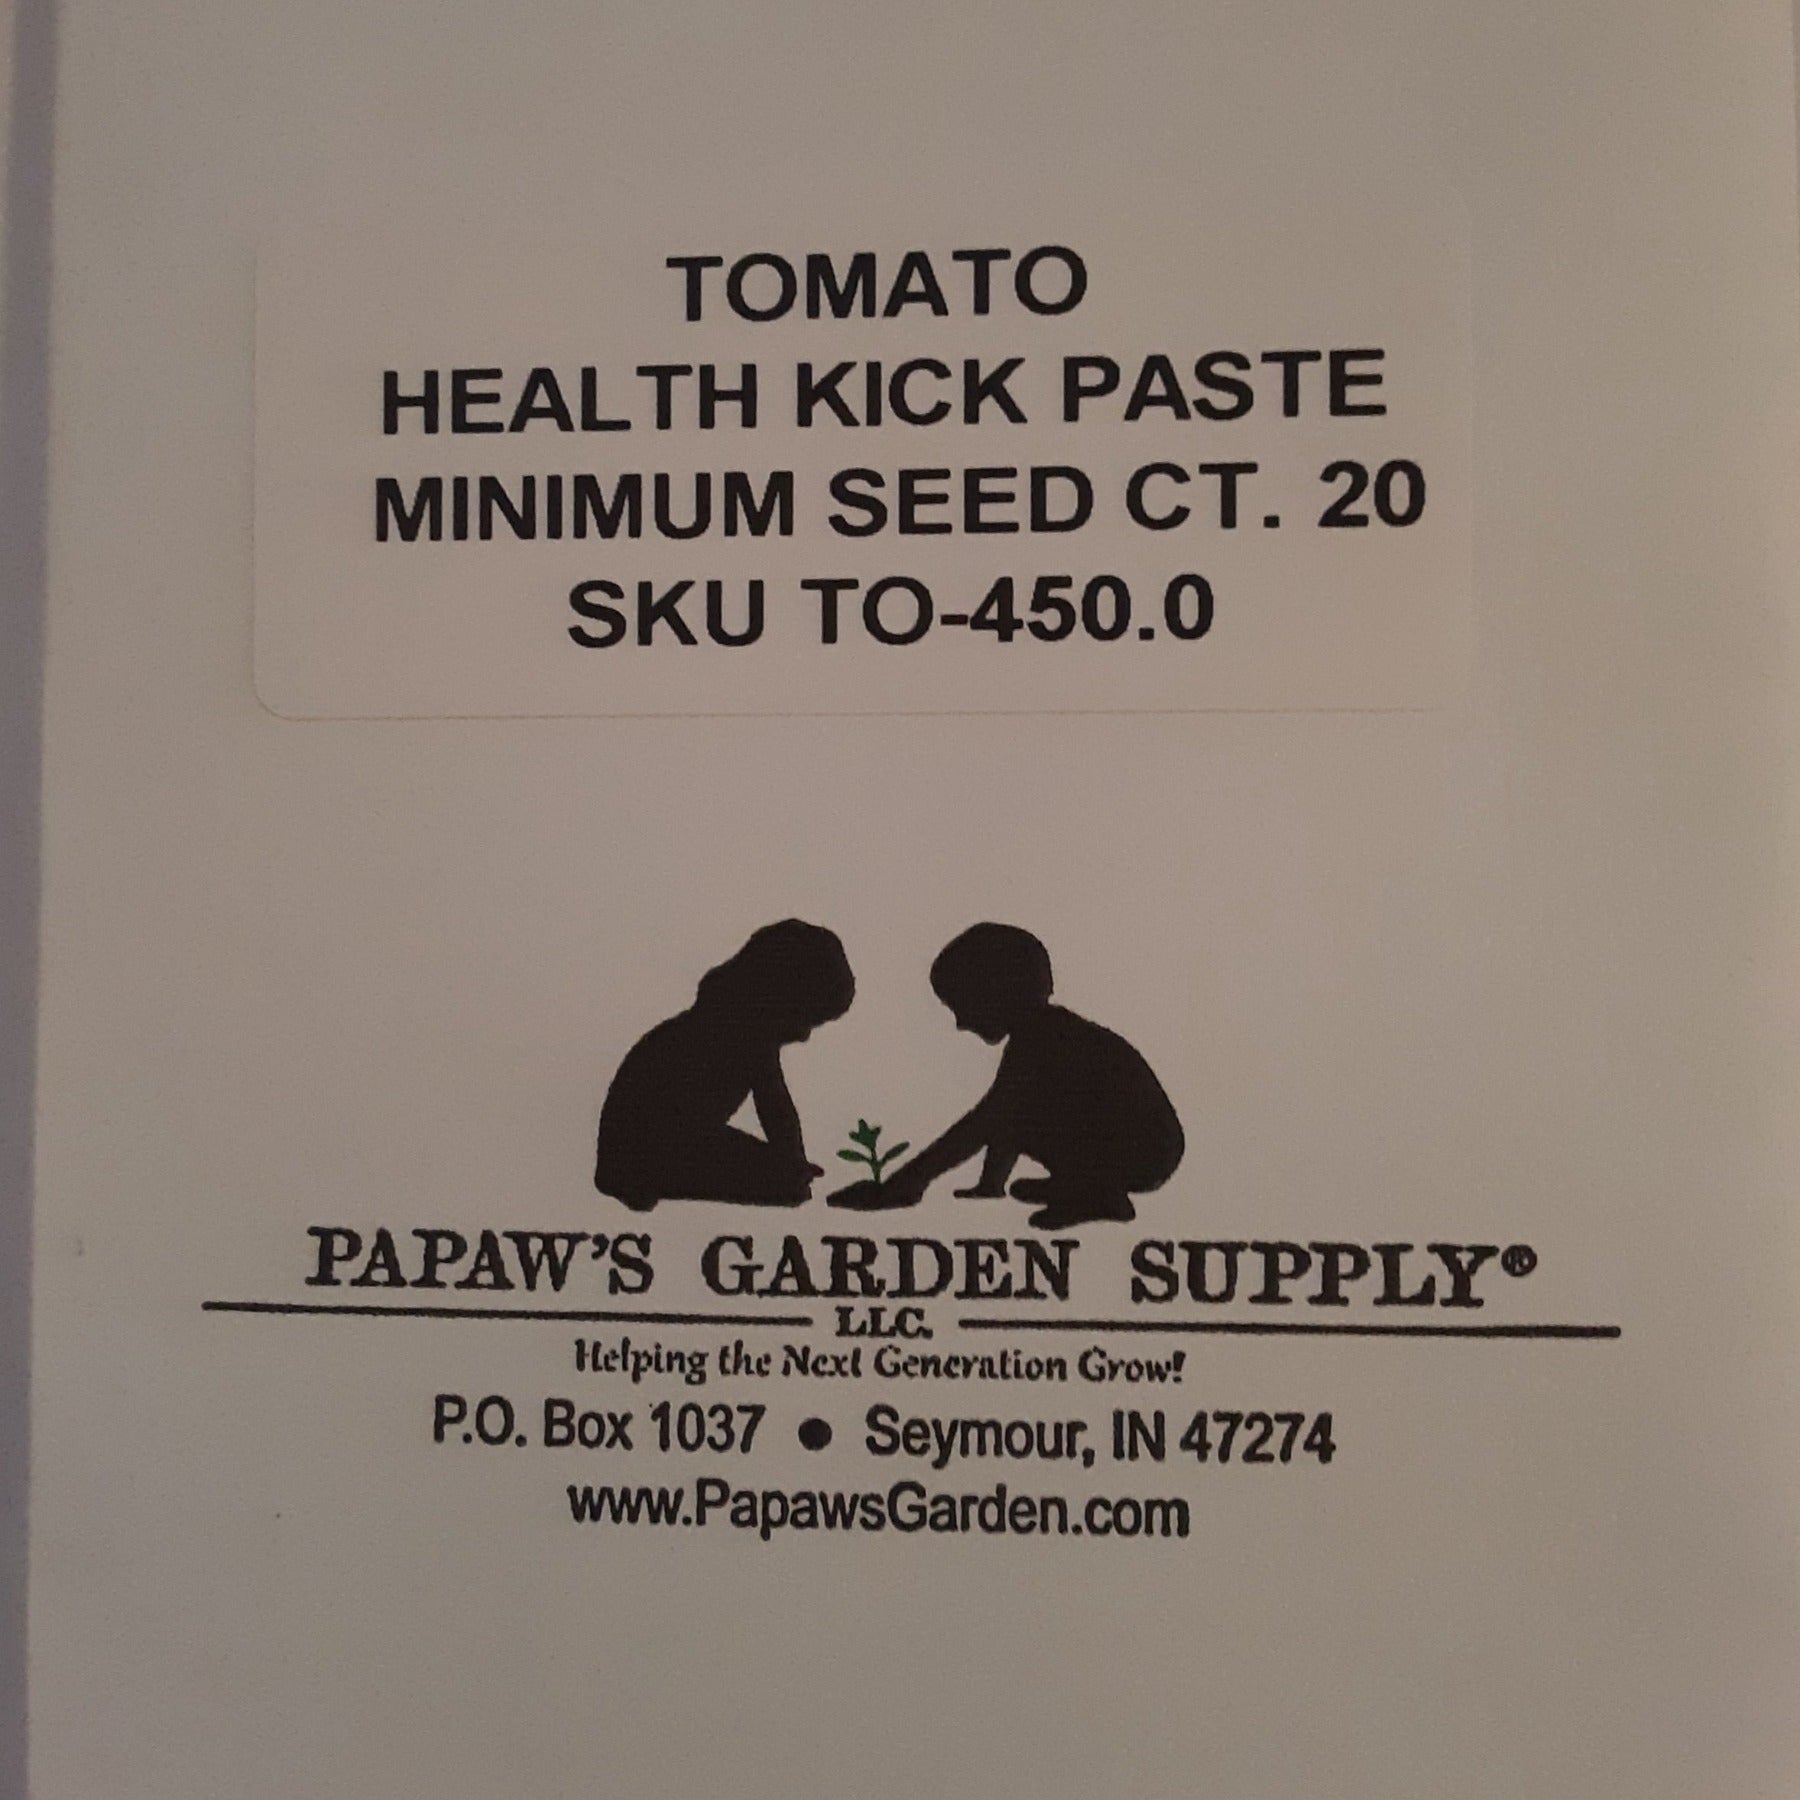 TOMATO
HEALTH KICK PASTE
MINIMUM SEED CT. 20
SKU TO-450.0
PAPAW'S GARDEN SUPPLY®
LLC.
Helping the Next Generation Grow!
P.O. Box 1037 ● Seymour, IN 47274
www.PapawsGarden.com